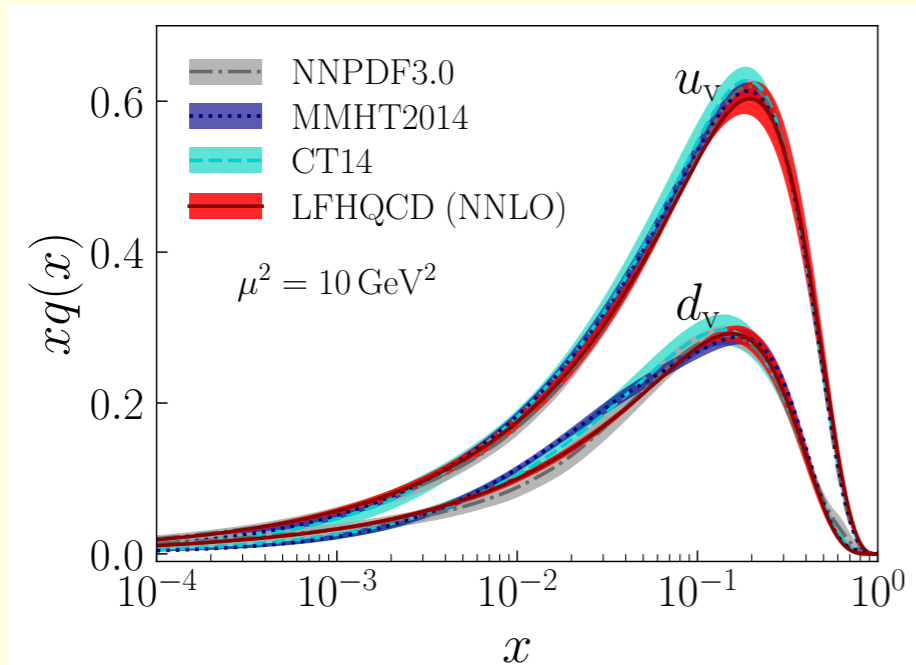 NNPDF3.0
MMHT2014
CT14
LFHQCD (NNLO)
μ² = 10 GeV²
u_v
d_v
xq(x)
0.6
0.4
0.2
0.0
10⁻⁴ 10⁻³ 10⁻² 10⁻¹ 10⁰
x